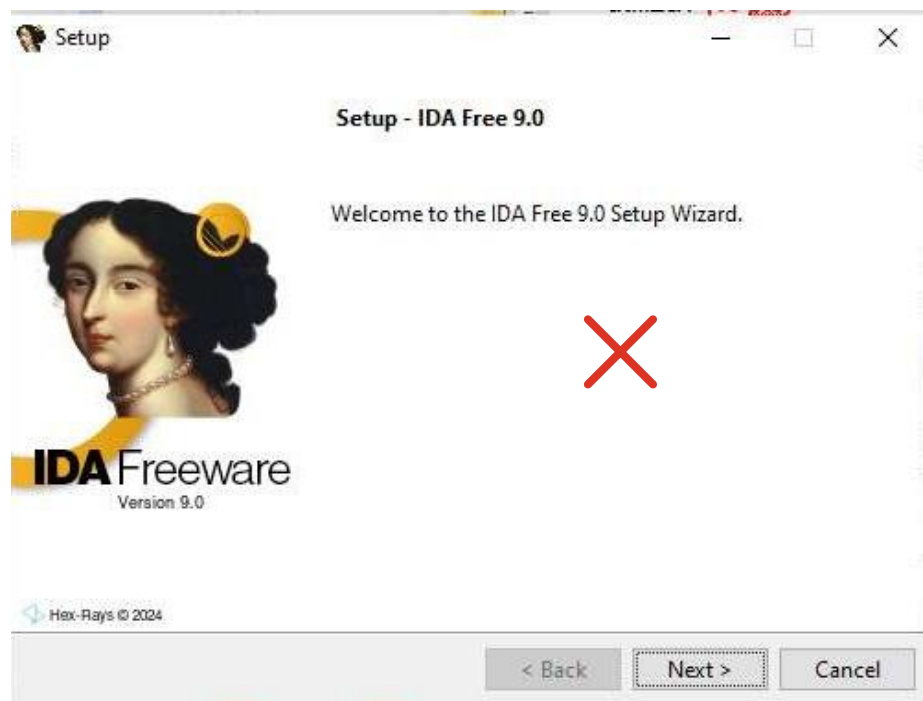 Setup
Setup - IDA Free 9.0
Welcome to the IDA Free 9.0 Setup Wizard.
IDA Freeware
Version 9.0
Hex-Rays © 2024
< Back Next > Cancel